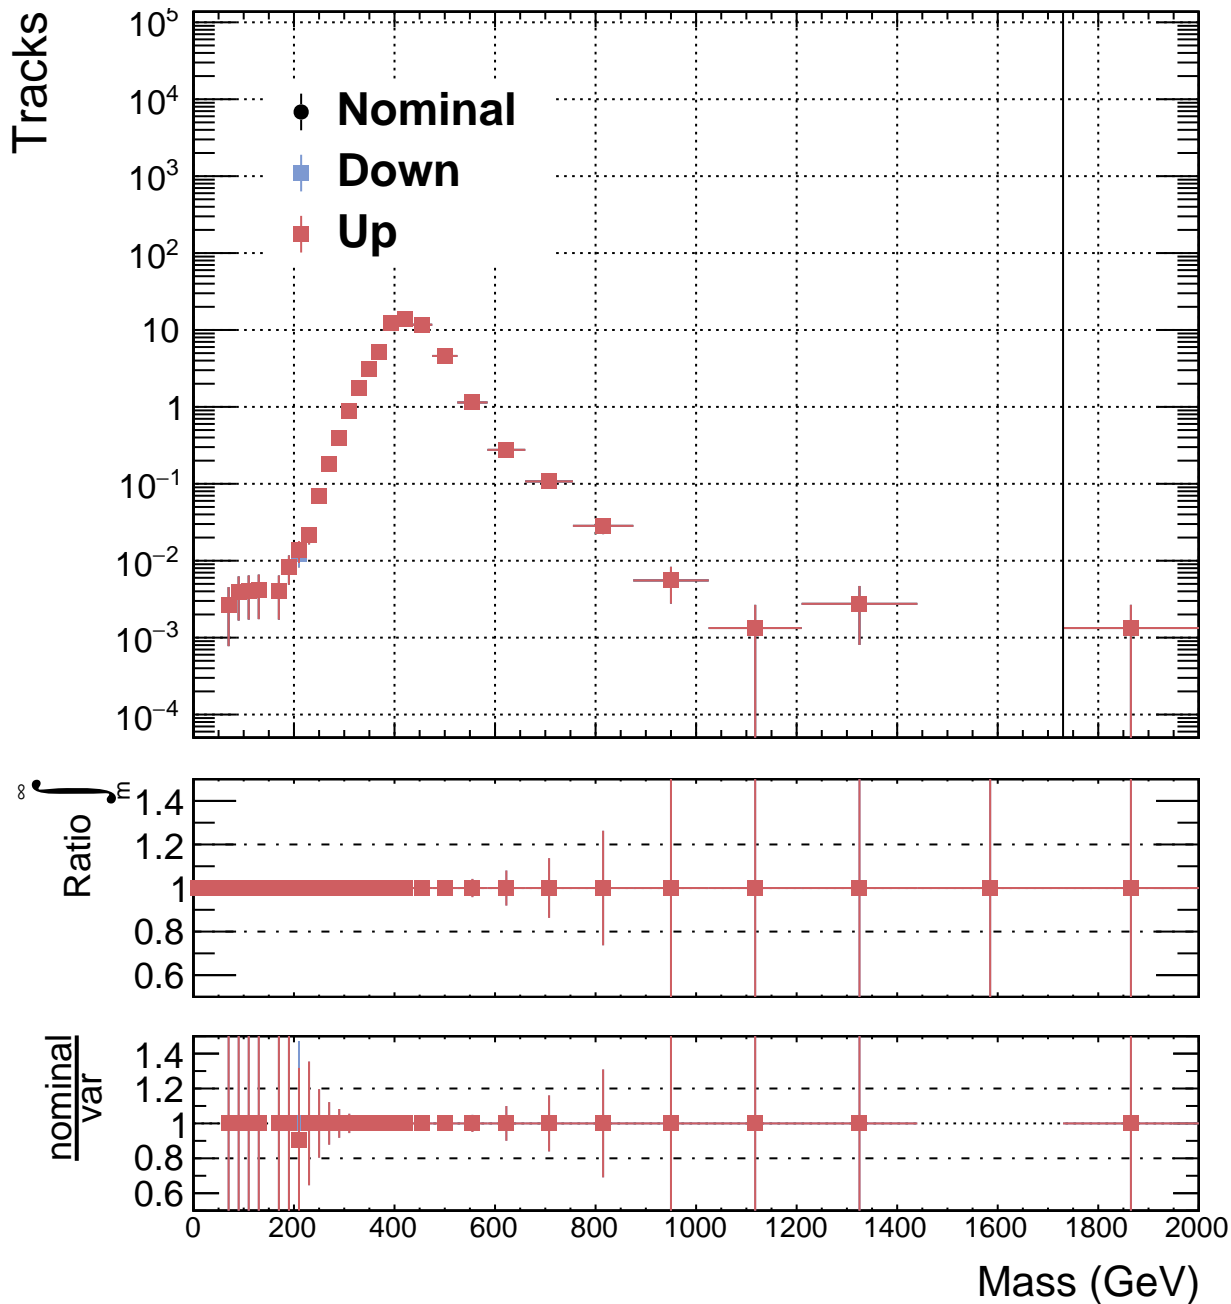 Tracks
10⁵
10⁴
10³
10²
10
1
10⁻¹
10⁻²
10⁻³
10⁻⁴
Nominal
Down
Up
Ratio ∫ m ∞
1.4
1.2
1
0.8
0.6
nominal
var
1.4
1.2
1
0.8
0.6
0 200 400 600 800 1000 1200 1400 1600 1800 2000
Mass (GeV)